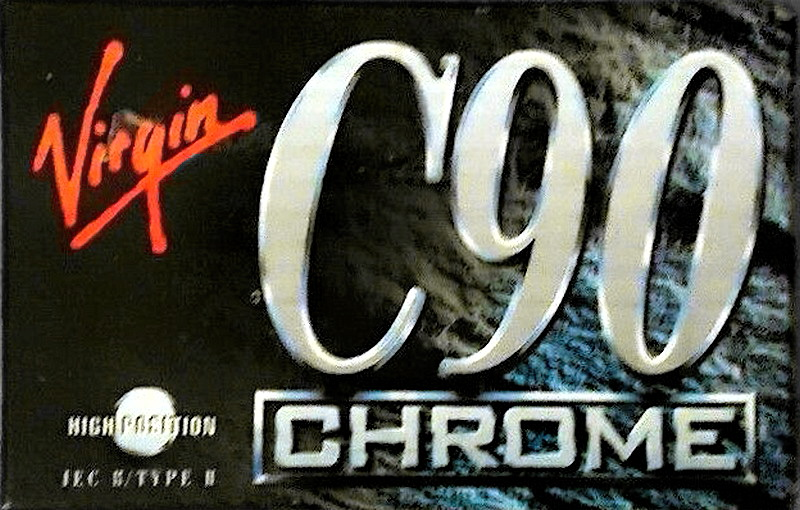 Virgin
C90
HIGH POSITION
CHROME
IEC II/TYPE II